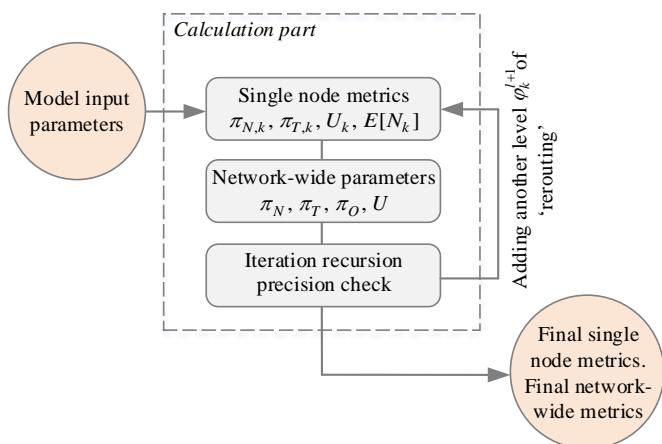 Calculation part
Model input
parameters
Single node metrics
π_{N,k}, π_{T,k}, U_k, E[N_k]
Network-wide parameters
π_N, π_T, π_O, U
Iteration recursion
precision check
Adding another level φ_k^{l+1} of
‘rerouting’
Final single
node metrics.
Final network-
wide metrics